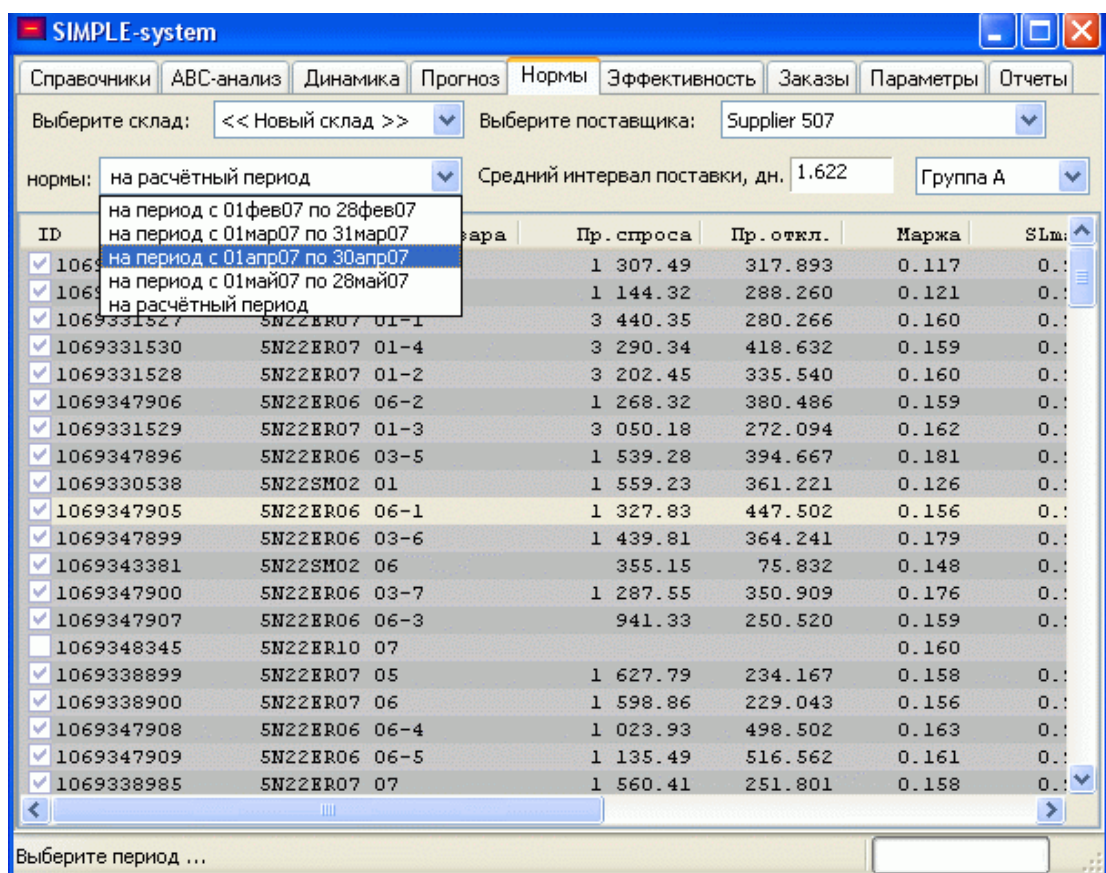 SIMPLE-system
Справочники ABC-анализ Динамика Прогноз Нормы Эффективность Заказы Параметры Отчеты
Выберите склад: << Новый склад >> Выберите поставщика: Supplier 507
нормы: на расчётный период Средний интервал поставки, дн. 1.622 Группа А
на период с 01фев07 по 28фев07
на период с 01мар07 по 31мар07
на период с 01апр07 по 30апр07
на период с 01май07 по 28май07
на расчётный период
ID Пр.спроса Пр.откл. Маржа
1 307.49 317.893 0.117
1 144.32 288.260 0.121
1069331527 5N22ER07 01-1 3 440.35 280.266 0.160
1069331530 5N22ER07 01-4 3 290.34 418.632 0.159
1069331528 5N22ER07 01-2 3 202.45 335.540 0.160
1069347906 5N22ER06 06-2 1 268.32 380.486 0.159
1069331529 5N22ER07 01-3 3 050.18 272.094 0.162
1069347896 5N22ER06 03-5 1 539.28 394.667 0.181
1069330538 5N22SM02 01 1 559.23 361.221 0.126
1069347905 5N22ER06 06-1 1 327.83 447.502 0.156
1069347899 5N22ER06 03-6 1 439.81 364.241 0.179
1069343381 5N22SM02 06 355.15 75.832 0.148
1069347900 5N22ER06 03-7 1 287.55 350.909 0.176
1069347907 5N22ER06 06-3 941.33 250.520 0.159
1069348345 5N22ER10 07 0.160
1069338899 5N22ER07 05 1 627.79 234.167 0.158
1069338900 5N22ER07 06 1 598.86 229.043 0.156
1069347908 5N22ER06 06-4 1 023.93 498.502 0.163
1069347909 5N22ER06 06-5 1 135.49 516.562 0.161
1069338985 5N22ER07 07 1 560.41 251.801 0.158
Выберите период ...